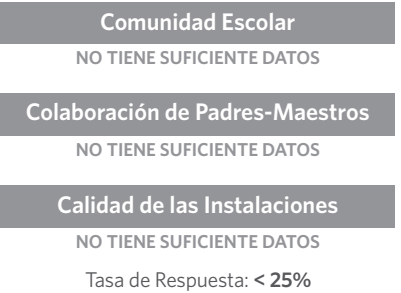 Comunidad Escolar
NO TIENE SUFICIENTE DATOS
Colaboración de Padres-Maestros
NO TIENE SUFICIENTE DATOS
Calidad de las Instalaciones
NO TIENE SUFICIENTE DATOS
Tasa de Respuesta: < 25%